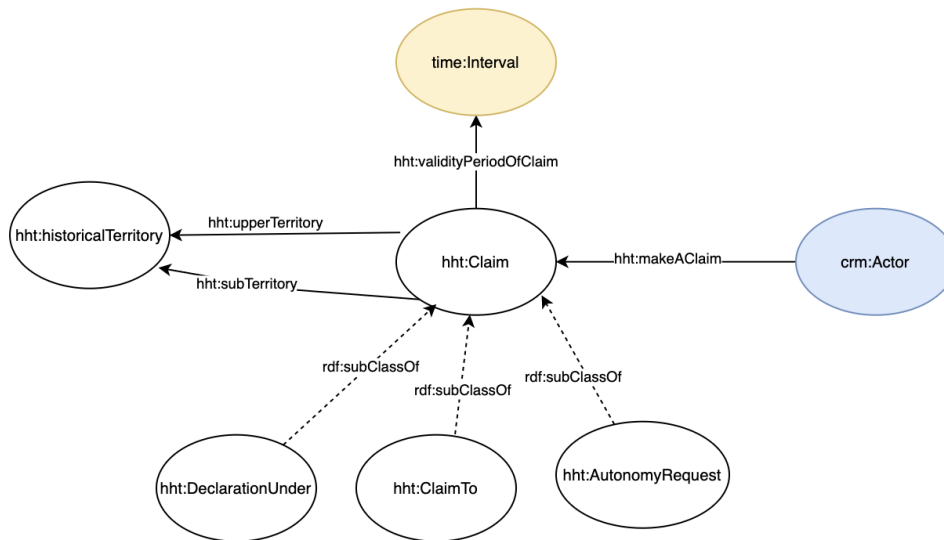 time:Interval
hht:validityPeriodOfClaim
hht:upperTerritory
hht:historicalTerritory
hht:Claim
hht:makeAClaim
crm:Actor
hht:subTerritory
rdf:subClassOf
rdf:subClassOf
rdf:subClassOf
hht:DeclarationUnder
hht:ClaimTo
hht:AutonomyRequest